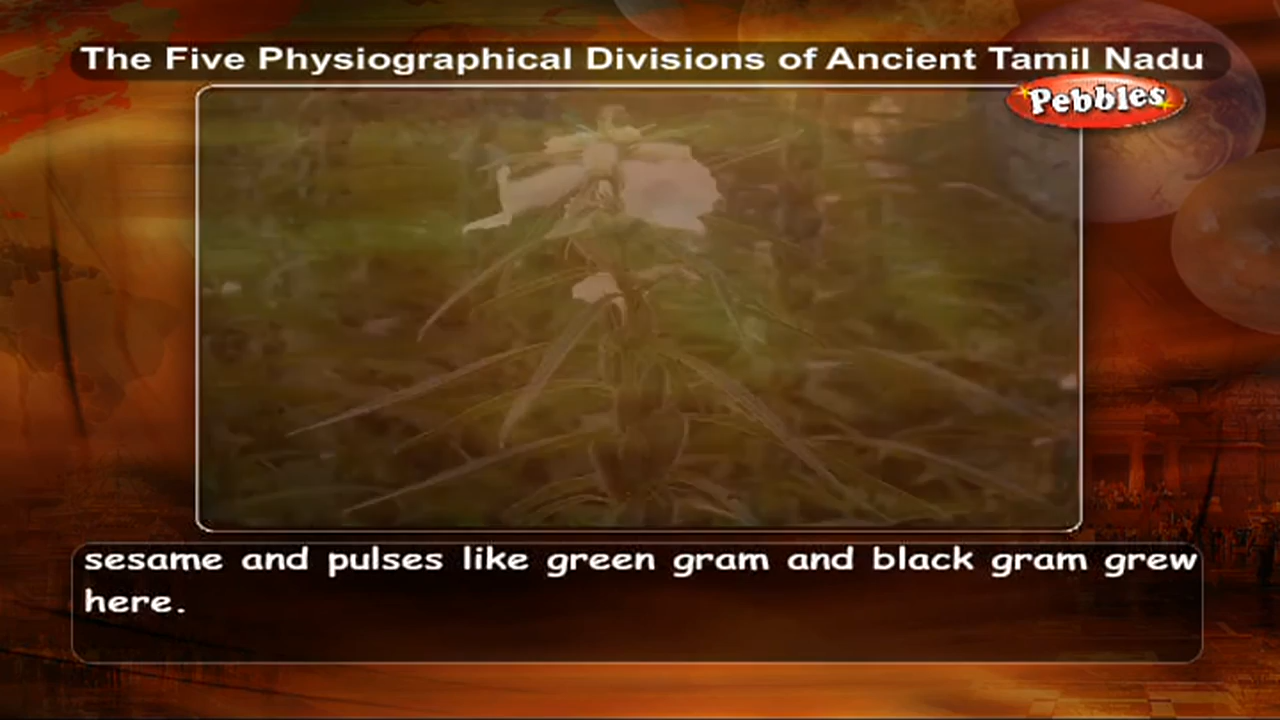 The Five Physiographical Divisions of Ancient Tamil Nadu
Pebbles
sesame and pulses like green gram and black gram grew
here.